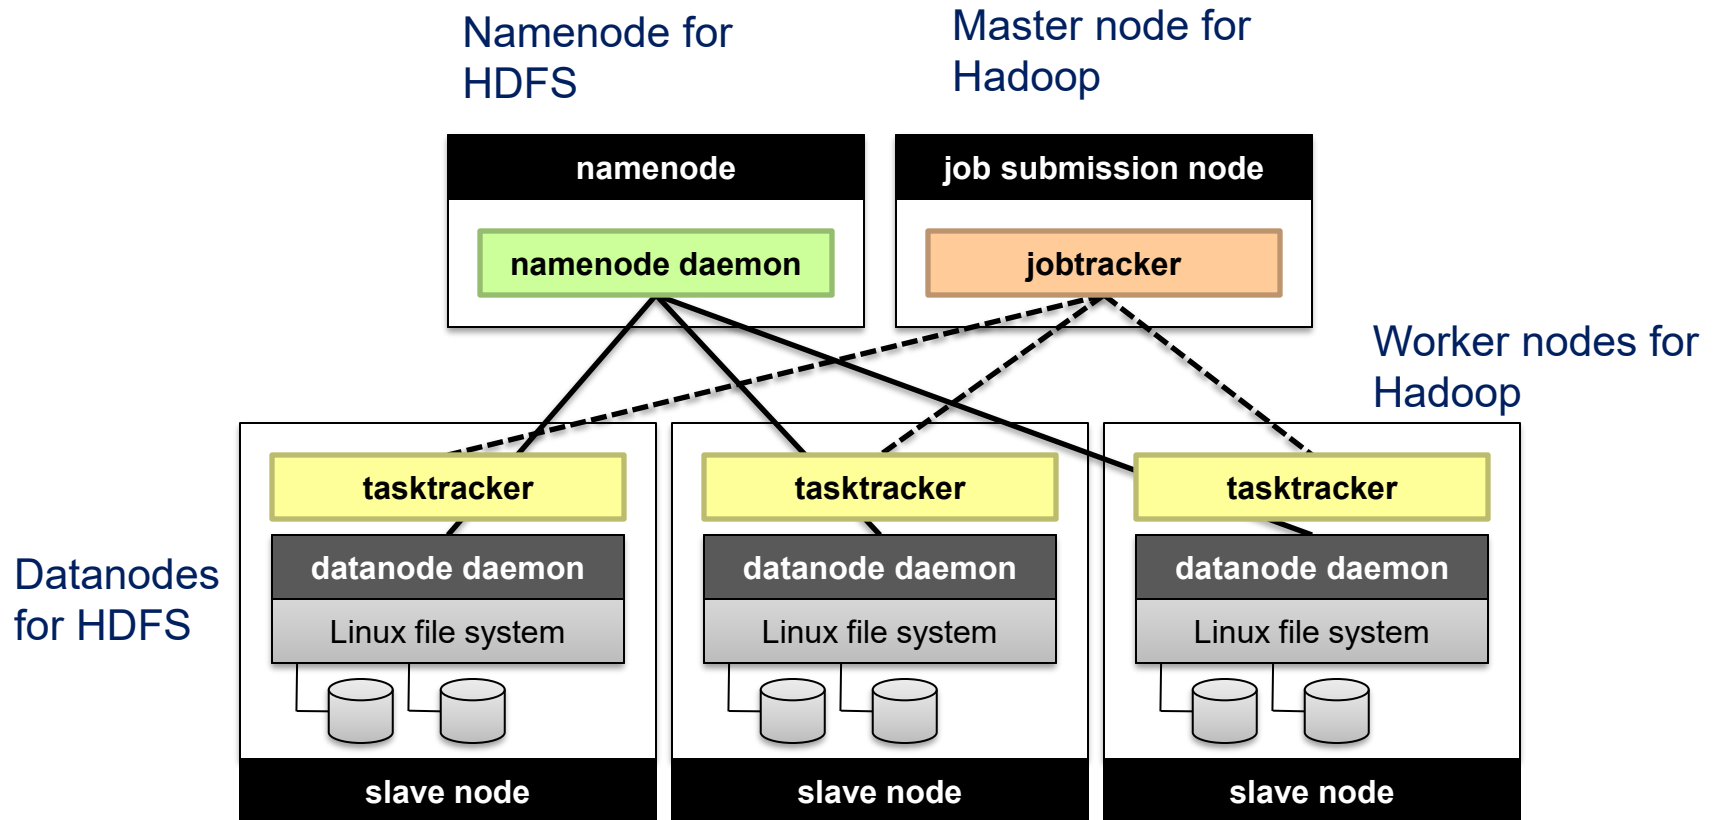 Namenode for
HDFS
Master node for
Hadoop
namenode
job submission node
namenode daemon
jobtracker
Worker nodes for
Hadoop
tasktracker
tasktracker
tasktracker
Datanodes
for HDFS
datanode daemon
datanode daemon
datanode daemon
Linux file system
Linux file system
Linux file system
slave node
slave node
slave node